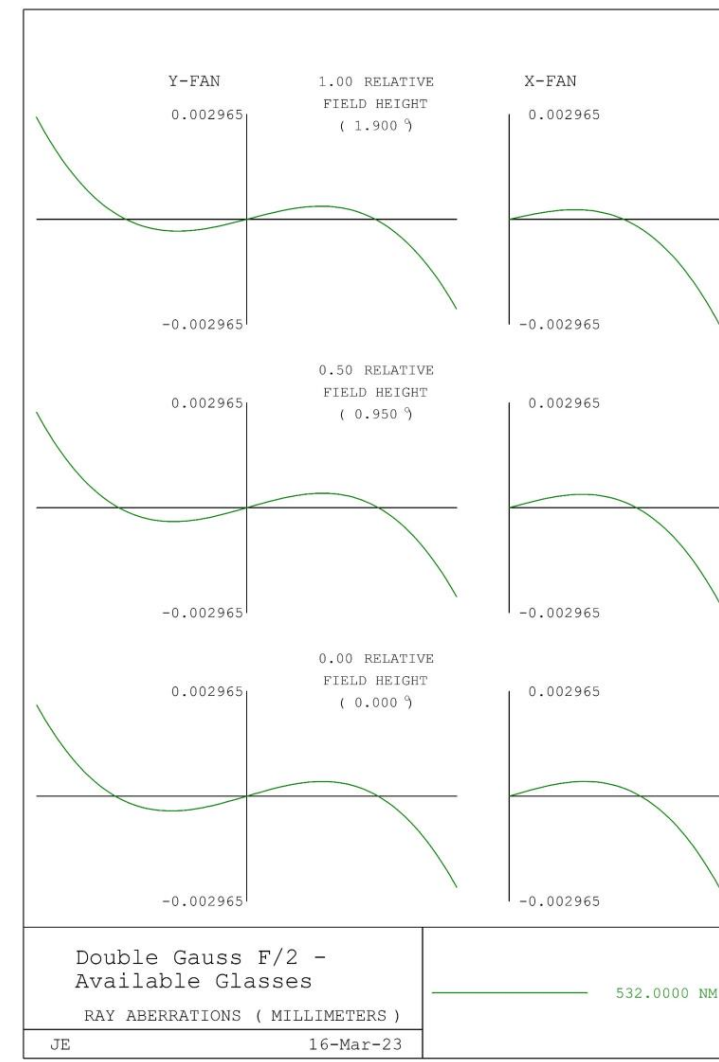 Y-FAN
1.00 RELATIVE
FIELD HEIGHT
( 1.900 º)
X-FAN
0.002965
0.002965
-0.002965
-0.002965
0.50 RELATIVE
FIELD HEIGHT
( 0.950 º)
0.002965
0.002965
-0.002965
-0.002965
0.00 RELATIVE
FIELD HEIGHT
( 0.000 º)
0.002965
0.002965
-0.002965
-0.002965
Double Gauss F/2 -
Available Glasses
RAY ABERRATIONS ( MILLIMETERS )
JE 16-Mar-23
532.0000 NM